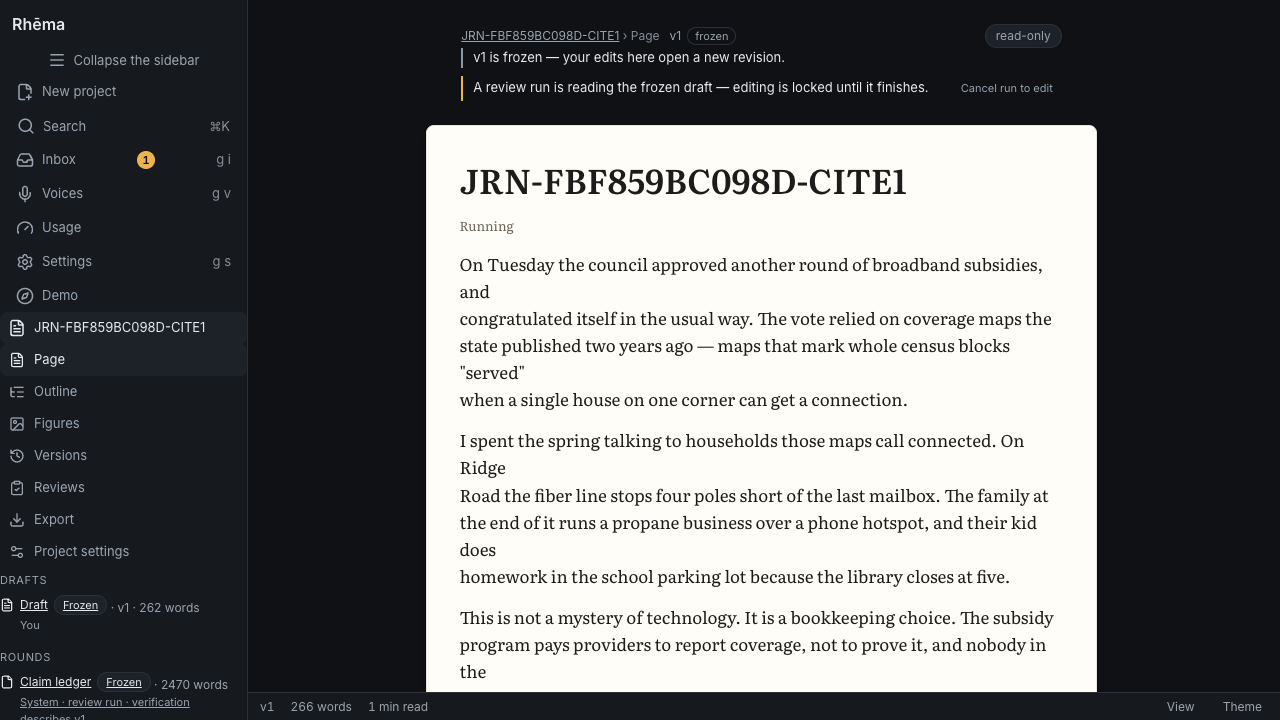 Rhēma
Collapse the sidebar
New project
Search ⌘K
Inbox 1 g i
Voices g v
Usage
Settings g s
Demo
JRN-FBF859BC098D-CITE1
Page
Outline
Figures
Versions
Reviews
Export
Project settings
DRAFTS
Draft Frozen · v1 · 262 words
You
ROUNDS
Claim ledger Frozen · 2470 words
System · review run · verification
describes v1
JRN-FBF859BC098D-CITE1 › Page v1 frozen
read-only
v1 is frozen — your edits here open a new revision.
A review run is reading the frozen draft — editing is locked until it finishes. Cancel run to edit
JRN-FBF859BC098D-CITE1
Running
On Tuesday the council approved another round of broadband subsidies,
and
congratulated itself in the usual way. The vote relied on coverage maps the
state published two years ago — maps that mark whole census blocks
"served"
when a single house on one corner can get a connection.
I spent the spring talking to households those maps call connected. On
Ridge
Road the fiber line stops four poles short of the last mailbox. The family at
the end of it runs a propane business over a phone hotspot, and their kid
does
homework in the school parking lot because the library closes at five.
This is not a mystery of technology. It is a bookkeeping choice. The subsidy
program pays providers to report coverage, not to prove it, and nobody in
the
v1 266 words 1 min read
View Theme